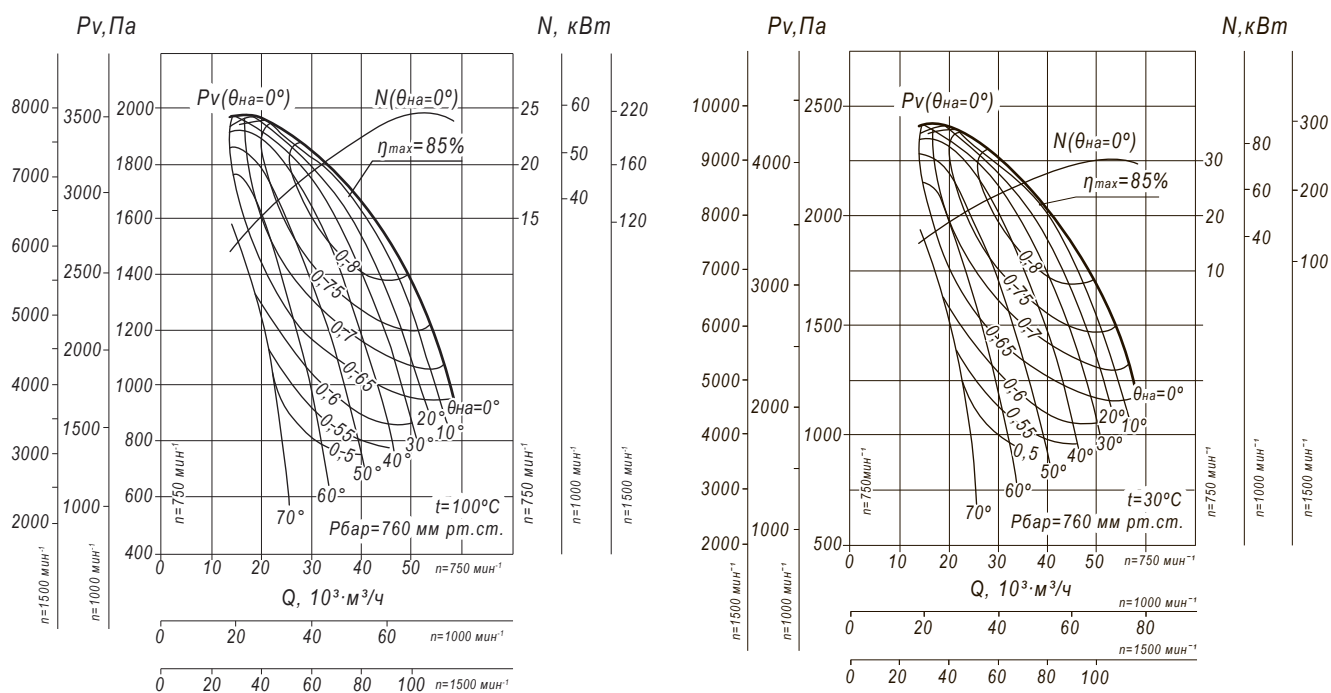 Pv,Па
N, кВт
Pv(θна=0°)
N(θна=0°)
ηmax=85%
8000
7000
6000
5000
4000
3000
2000
n=1500 мин⁻¹
3500
3000
2500
2000
1500
1000
n=1000 мин⁻¹
2000
1800
1600
1400
1200
1000
800
600
400
n=750 мин⁻¹
25
20
15
n=750 мин⁻¹
60
50
40
n=1000 мин⁻¹
220
160
120
n=1500 мин⁻¹
0,8
0,75
0,7
0,65
0,6
0,55
0,5
θна=0°
10°
20°
30°
40°
50°
60°
70°
t=100°C
Рбар=760 мм рт.ст.
0 10 20 30 40 50 n=750 мин⁻¹
Q, 10³·м³/ч
0 20 40 60 n=1000 мин⁻¹
0 20 40 60 80 100 n=1500 мин⁻¹
Pv,Па
N,кВт
Pv(θна=0°)
N(θна=0°)
ηmax=85%
10000
9000
8000
7000
6000
5000
4000
3000
2000
n=1500 мин⁻¹
4000
3000
2000
1000
n=1000 мин⁻¹
2500
2000
1500
1000
500
n=750мин⁻¹
30
20
10
n=750 мин⁻¹
80
60
40
n=1000 мин⁻¹
300
200
100
n=1500 мин⁻¹
0,8
0,75
0,7
0,65
0,6
0,55
0,5
θна=0°
10°
20°
30°
40°
50°
60°
70°
t=30°C
Рбар=760 мм рт.ст.
0 10 20 30 40 50 n=750 мин⁻¹
Q, 10³·м³/ч
n=1000 мин⁻¹
0 20 40 60 80
n=1500 мин⁻¹
0 20 40 60 80 100